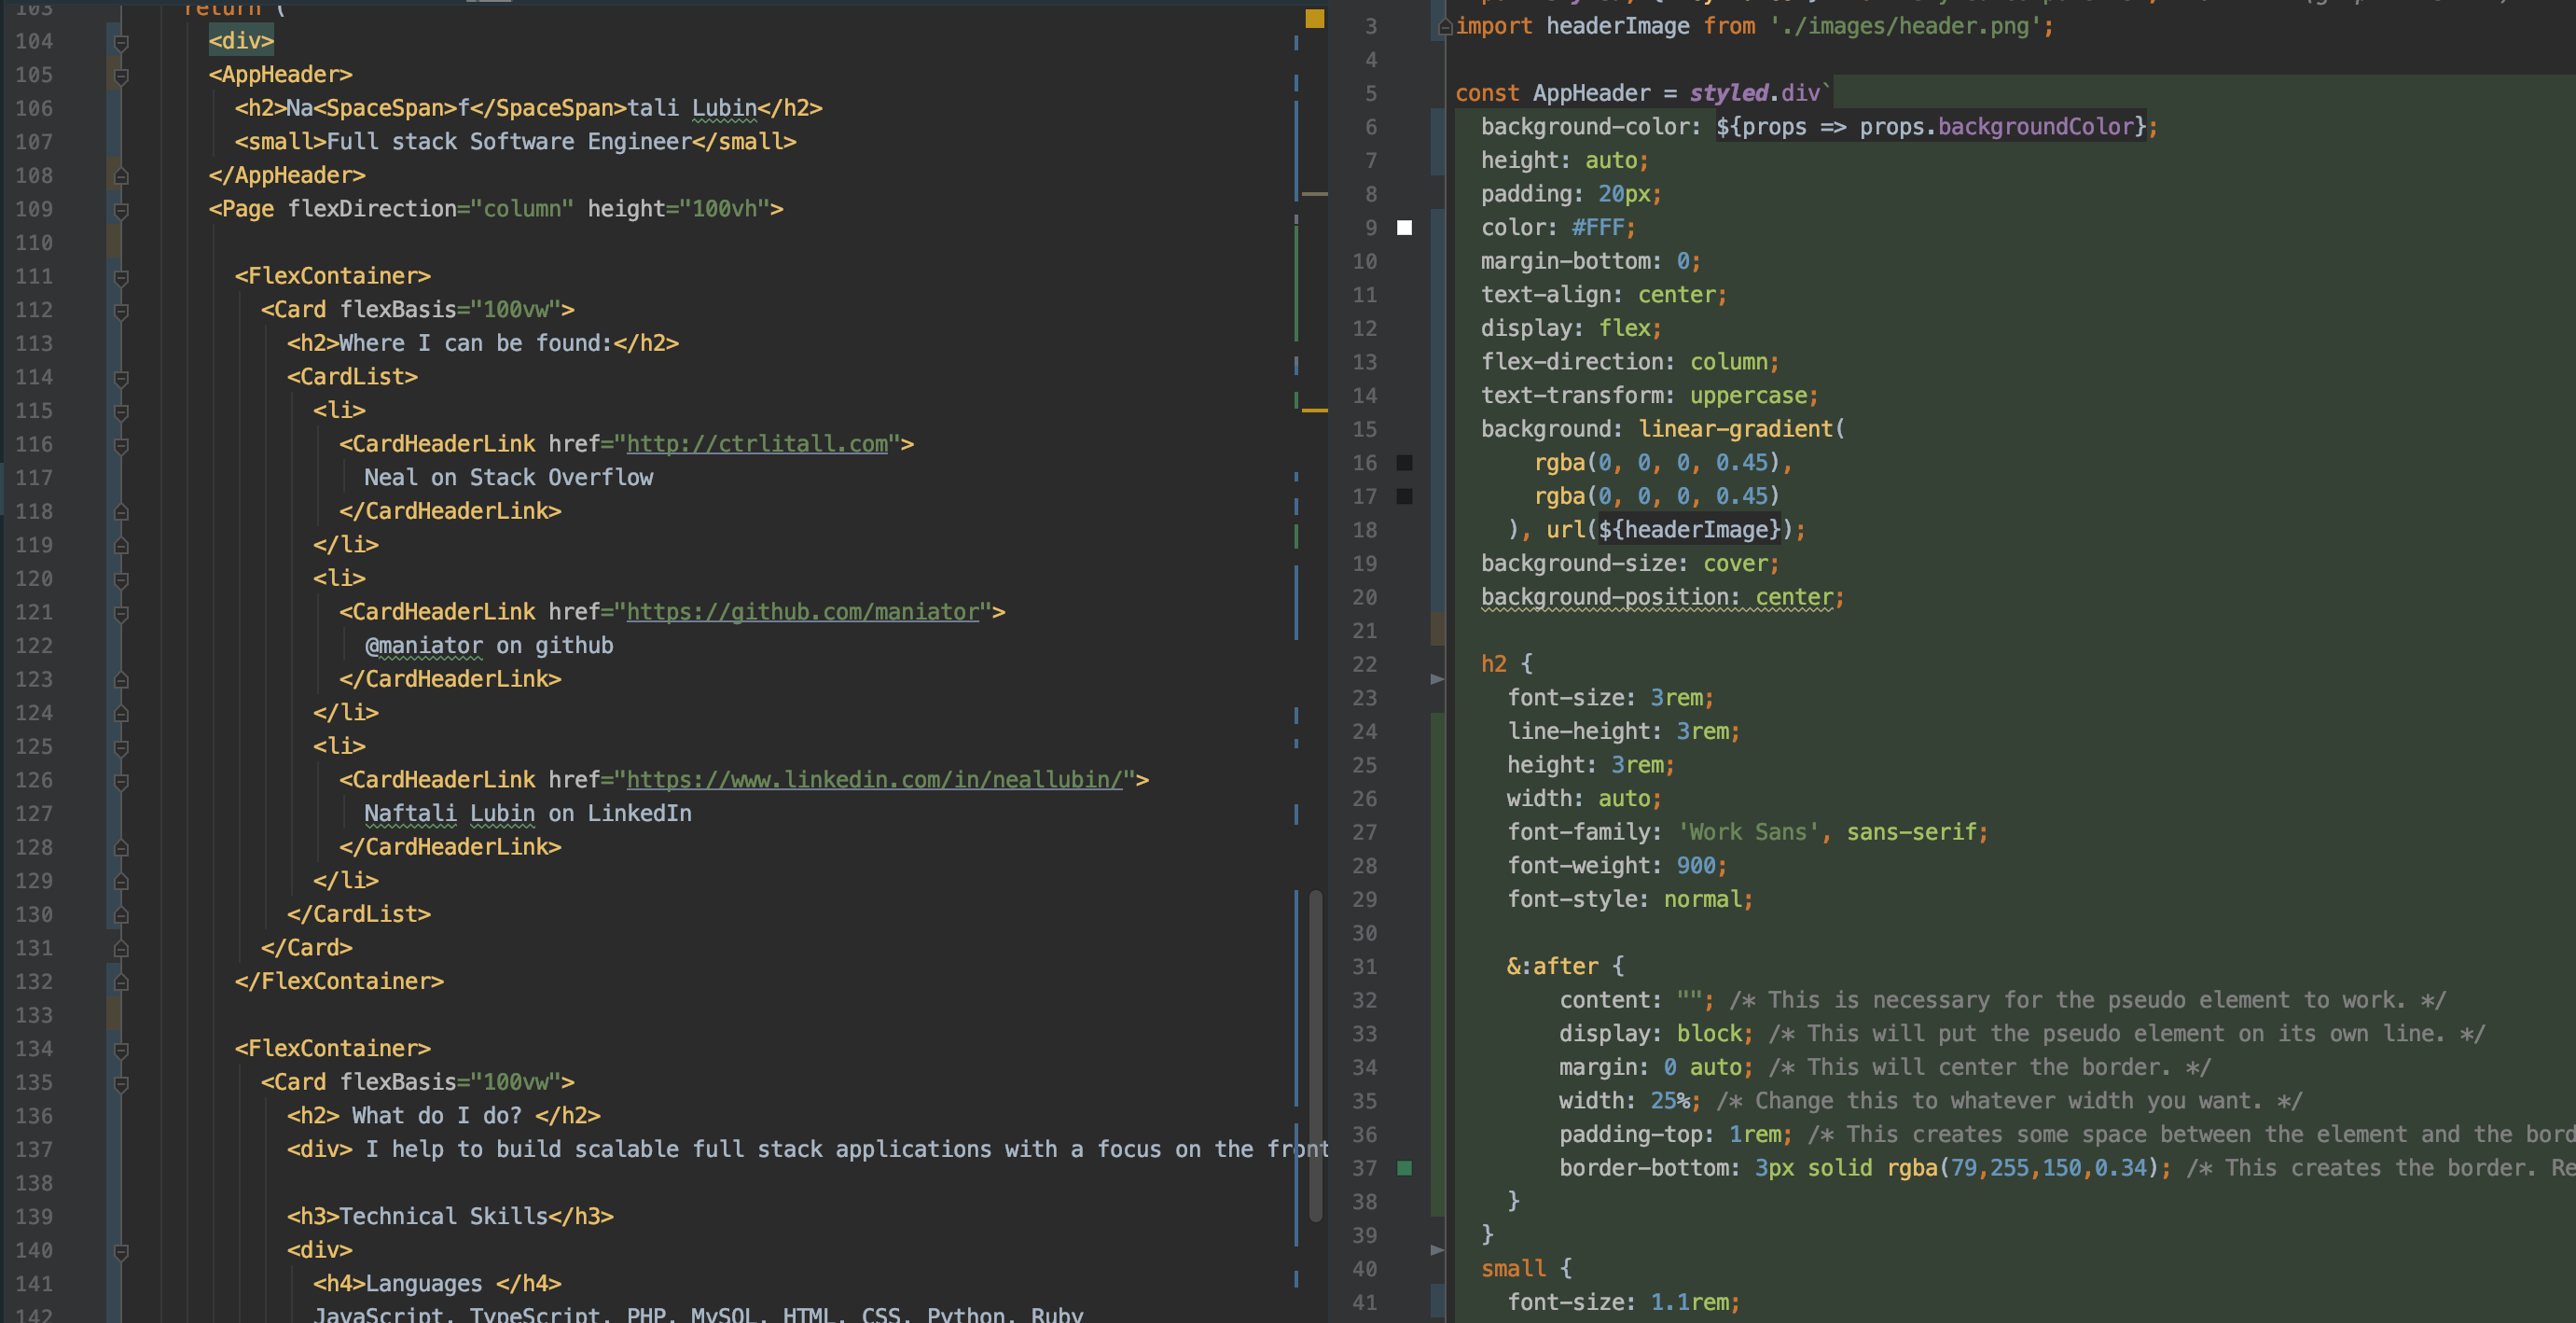 103 return (
104 <div>
105 <AppHeader>
106 <h2>Na<SpaceSpan>f</SpaceSpan>tali Lubin</h2>
107 <small>Full stack Software Engineer</small>
108 </AppHeader>
109 <Page flexDirection="column" height="100vh">
110
111 <FlexContainer>
112 <Card flexBasis="100vw">
113 <h2>Where I can be found:</h2>
114 <CardList>
115 <li>
116 <CardHeaderLink href="http://ctrlitall.com">
117 Neal on Stack Overflow
118 </CardHeaderLink>
119 </li>
120 <li>
121 <CardHeaderLink href="https://github.com/maniator">
122 @maniator on github
123 </CardHeaderLink>
124 </li>
125 <li>
126 <CardHeaderLink href="https://www.linkedin.com/in/neallubin/">
127 Naftali Lubin on LinkedIn
128 </CardHeaderLink>
129 </li>
130 </CardList>
131 </Card>
132 </FlexContainer>
133
134 <FlexContainer>
135 <Card flexBasis="100vw">
136 <h2> What do I do? </h2>
137 <div> I help to build scalable full stack applications with a focus on the front
138
139 <h3>Technical Skills</h3>
140 <div>
141 <h4>Languages </h4>
142 JavaScript, TypeScript, PHP, MySQL, HTML, CSS, Python, Ruby
3 import headerImage from './images/header.png';
4
5 const AppHeader = styled.div`
6 background-color: ${props => props.backgroundColor};
7 height: auto;
8 padding: 20px;
9 color: #FFF;
10 margin-bottom: 0;
11 text-align: center;
12 display: flex;
13 flex-direction: column;
14 text-transform: uppercase;
15 background: linear-gradient(
16 rgba(0, 0, 0, 0.45),
17 rgba(0, 0, 0, 0.45)
18 ), url(${headerImage});
19 background-size: cover;
20 background-position: center;
21
22 h2 {
23 font-size: 3rem;
24 line-height: 3rem;
25 height: 3rem;
26 width: auto;
27 font-family: 'Work Sans', sans-serif;
28 font-weight: 900;
29 font-style: normal;
30
31 &:after {
32 content: ""; /* This is necessary for the pseudo element to work. */
33 display: block; /* This will put the pseudo element on its own line. */
34 margin: 0 auto; /* This will center the border. */
35 width: 25%; /* Change this to whatever width you want. */
36 padding-top: 1rem; /* This creates some space between the element and the bord
37 border-bottom: 3px solid rgba(79,255,150,0.34); /* This creates the border. Re
38 }
39 }
40 small {
41 font-size: 1.1rem;